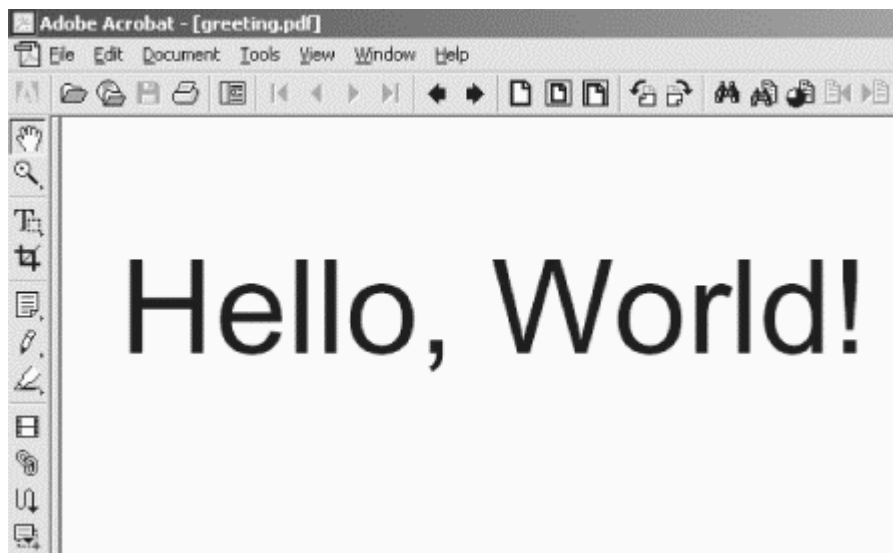 Adobe Acrobat - [greeting.pdf]
File Edit Document Tools View Window Help
Hello, World!